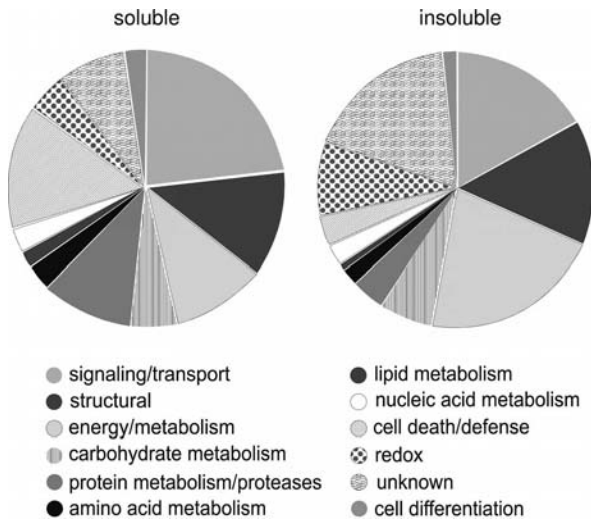 soluble
insoluble
signaling/transport
structural
energy/metabolism
carbohydrate metabolism
protein metabolism/proteases
amino acid metabolism
lipid metabolism
nucleic acid metabolism
cell death/defense
redox
unknown
cell differentiation